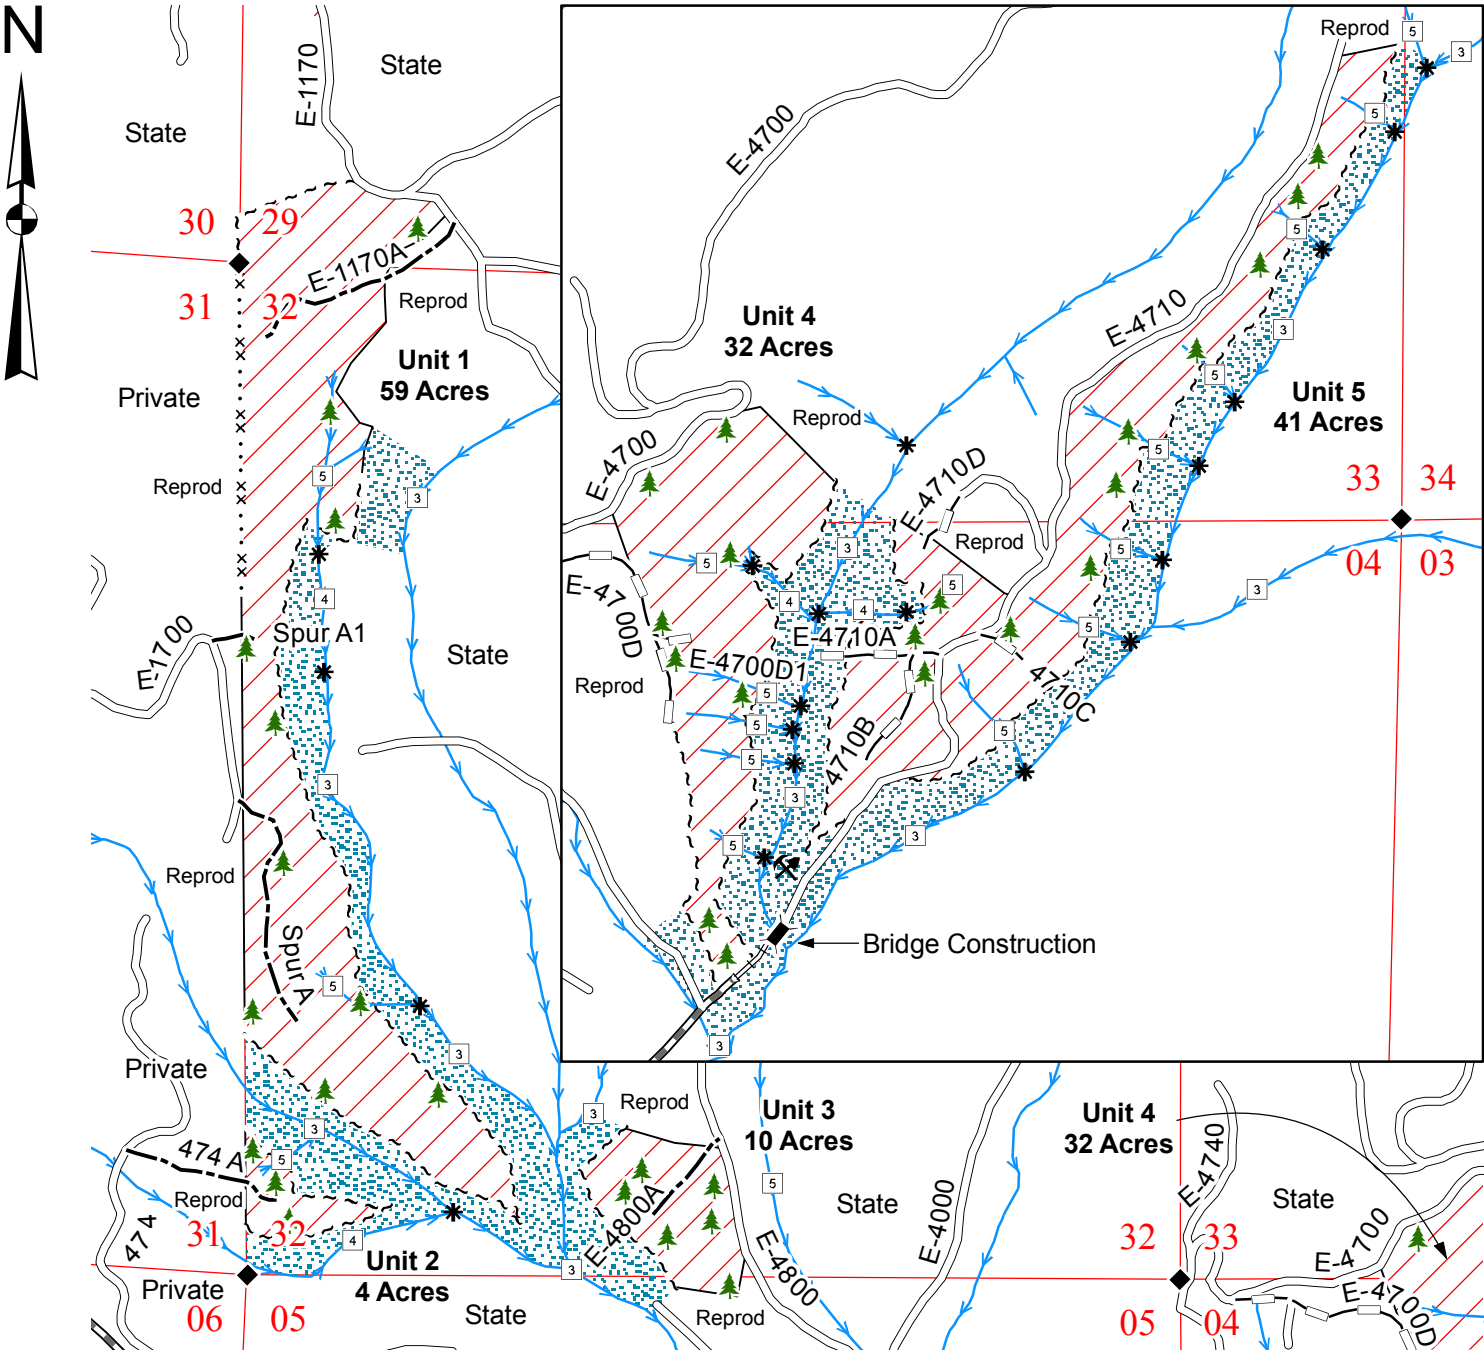 N
State
E-1170
State
30
29
E-1170A
31
32
Reprod
Unit 1
59 Acres
Private
Reprod
5
3
4
E-1100
Spur A1
State
3
Reprod
Spur A
5
3
Private
3
474 A
5
Reprod
31
32
4
474
Unit 2
4 Acres
Private
06
05
State
3
3
Reprod
E-4800A
Reprod
Unit 3
10 Acres
5
State
E-4800
E-4000
Unit 4
32 Acres
E-4740
State
32
33
E-4700
E-4700D
05
04
E-4700
Reprod
5
3
5
5
E-4710
Unit 4
32 Acres
3
5
Unit 5
41 Acres
Reprod
E-4700
E-4710D
5
33
34
3
Reprod
5
04
03
5
4
4
5
3
E-4700D
E-4710A
5
E-4700D1
Reprod
5
4710C
5
4710B
5
5
3
3
5
Bridge Construction
3